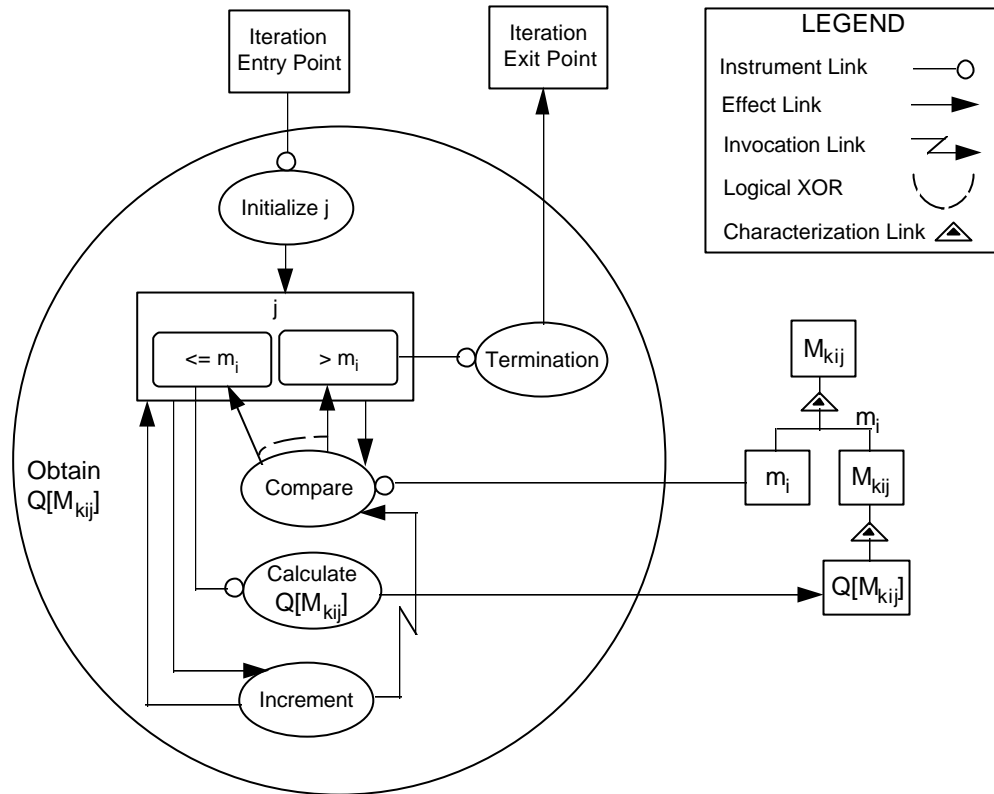 Iteration
Entry Point
Iteration
Exit Point
LEGEND
Instrument Link
Effect Link
Invocation Link
Logical XOR
Characterization Link
Initialize j
j
<= mi
> mi
Termination
Mkij
mi
mi
Mkij
Obtain
Q[Mkij]
Compare
Calculate
Q[Mkij]
Q[Mkij]
Increment